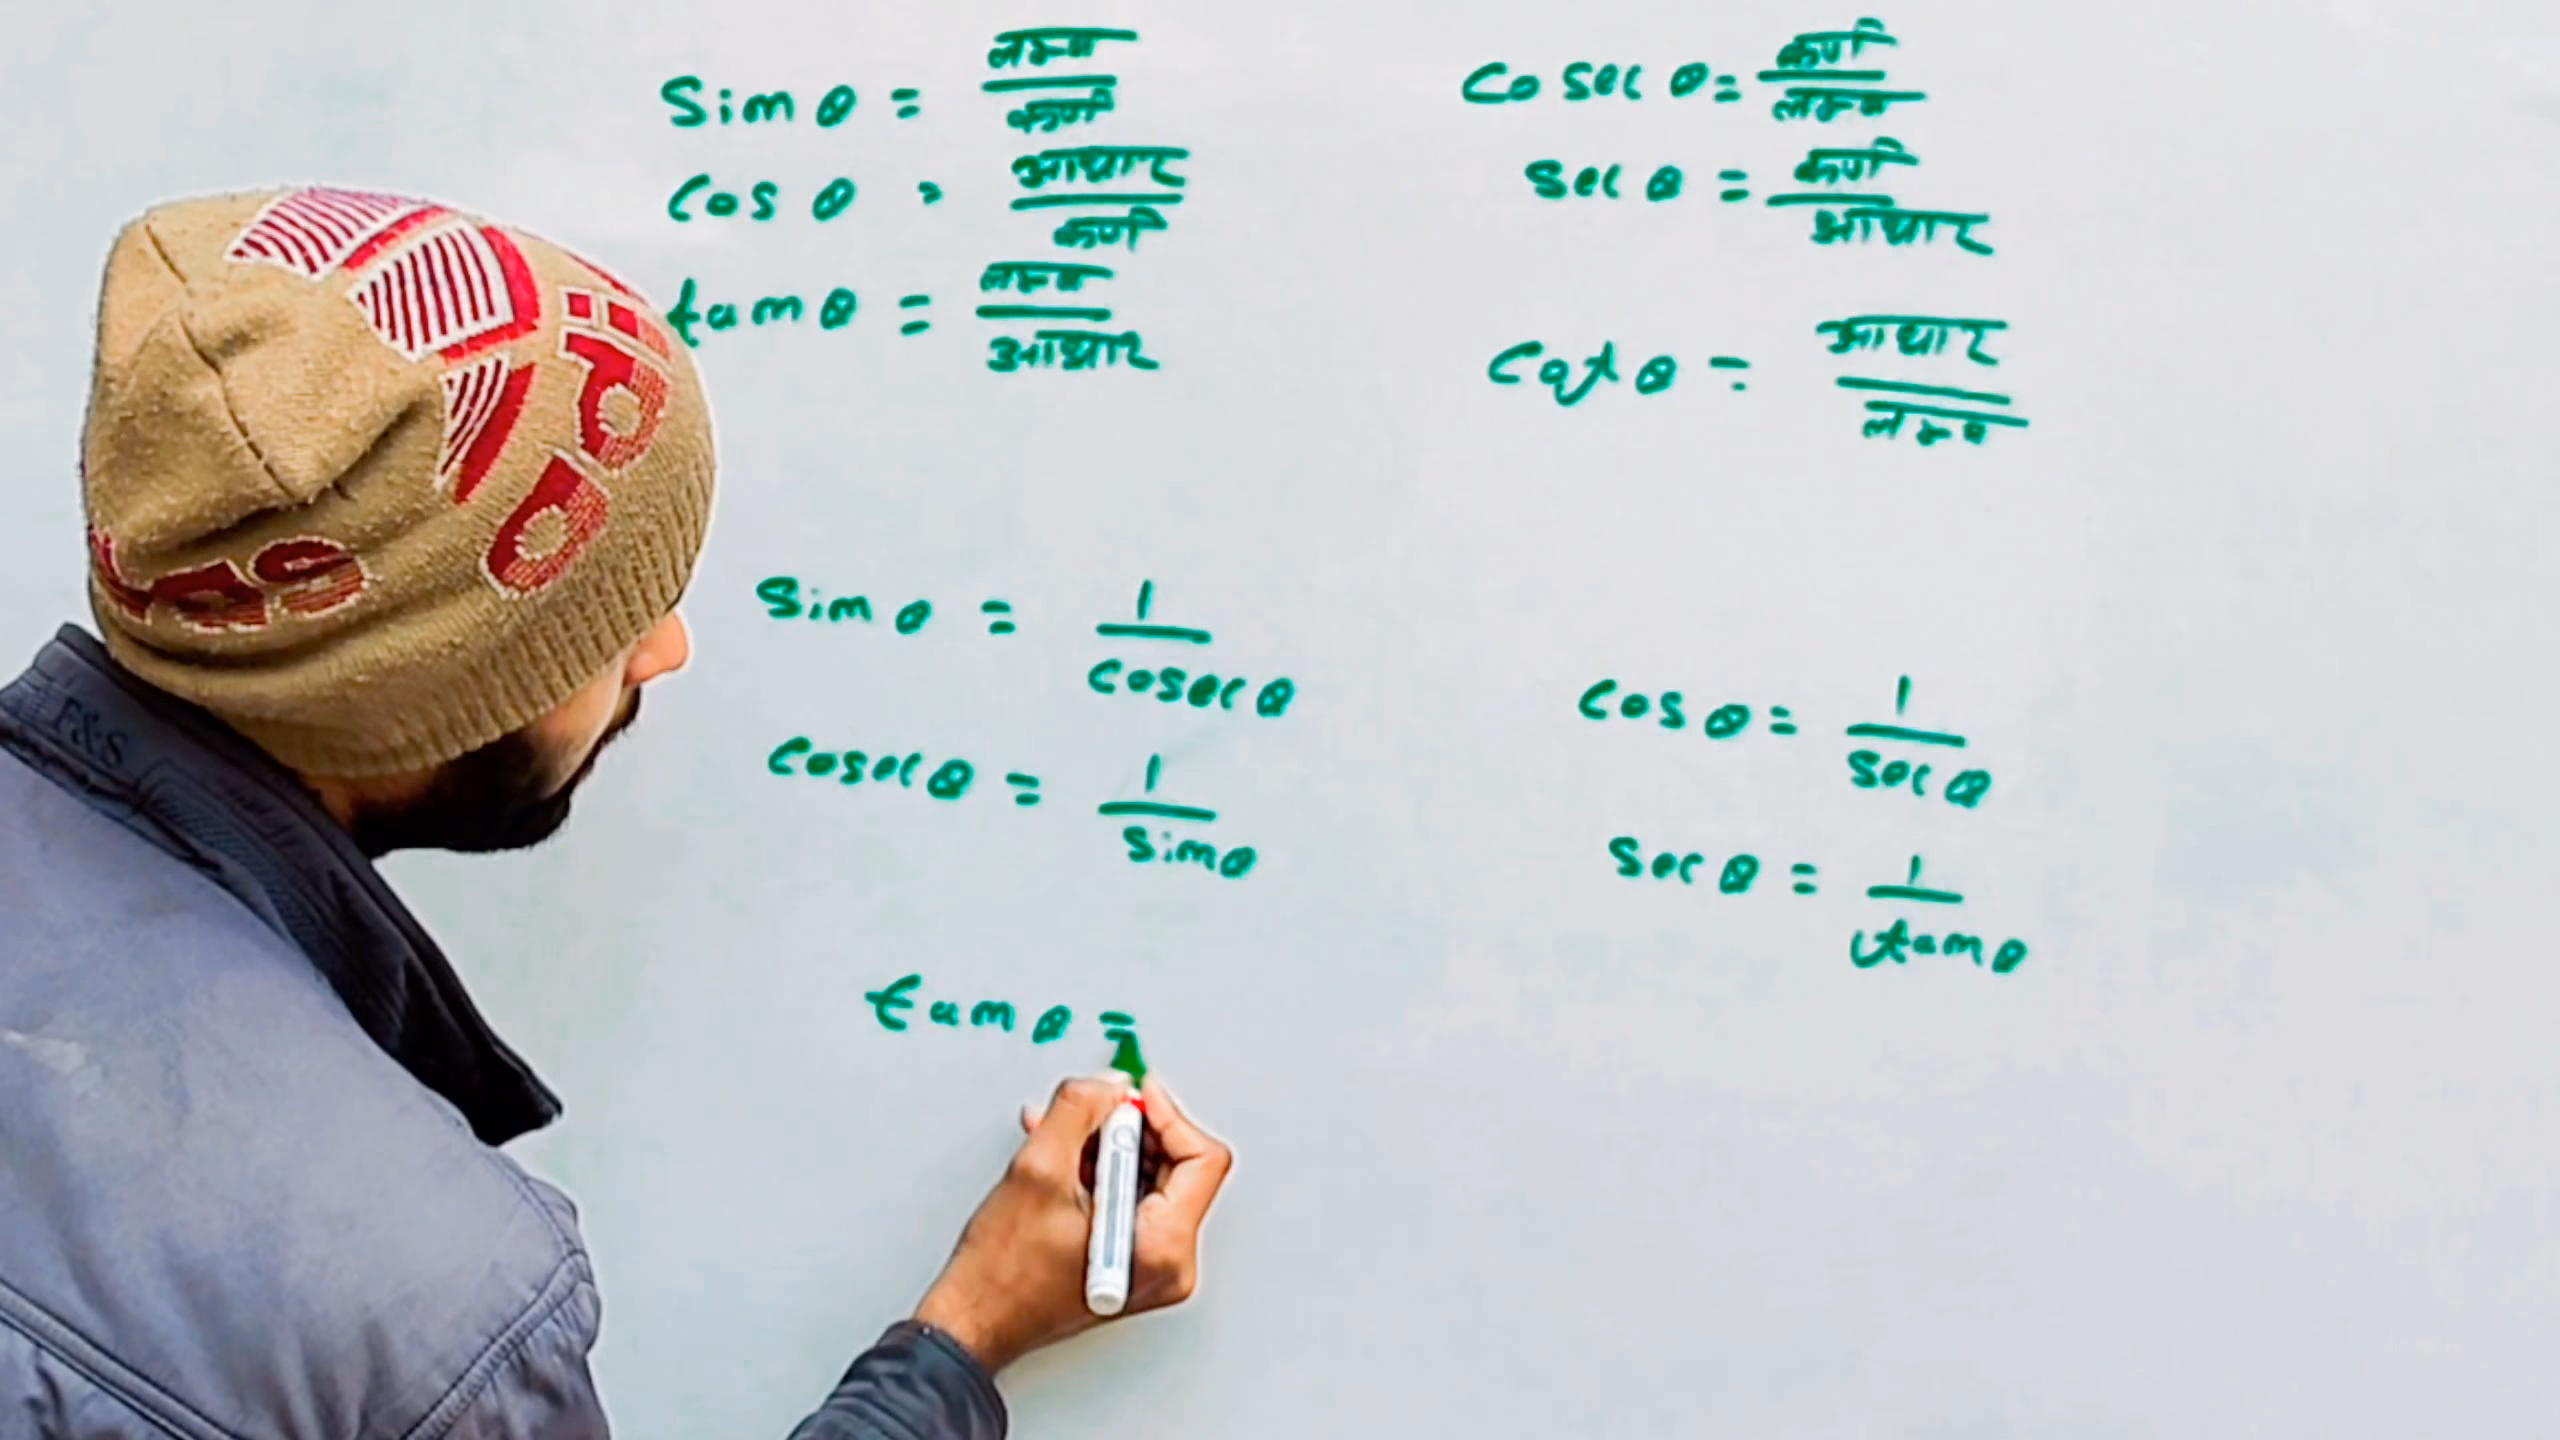 Sin θ = लम्ब / कर्ण
Cos θ = आधार / कर्ण
tan θ = लम्ब / आधार
Cosec θ = कर्ण / लम्ब
Sec θ = कर्ण / आधार
Cot θ = आधार / लम्ब
Sin θ = 1 / Cosec θ
Cosec θ = 1 / Sin θ
Cos θ = 1 / Sec θ
Sec θ = 1 / tan θ
tan θ =
F&S